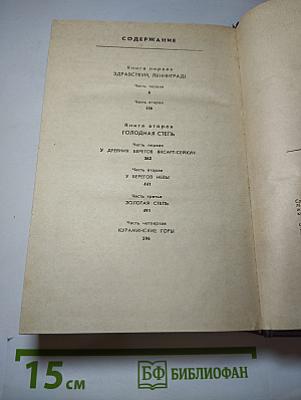 СОДЕРЖАНИЕ
Книга первая
ЗДРАВСТВУЙ, ЛЕНИНГРАД!
Часть первая
Часть вторая
Книга вторая
ГОЛОДНАЯ СТЕПЬ
Часть первая
У ДРЕВНИХ БЕРЕГОВ
Часть вторая
У БЕРЕГОВ НЕВЫ
Часть третья
ЗОЛОТАЯ СТЕПЬ
Часть четвертая
КУРАМИНСКИЕ ГОРЫ
15 см
БФ БИБЛИОФАН